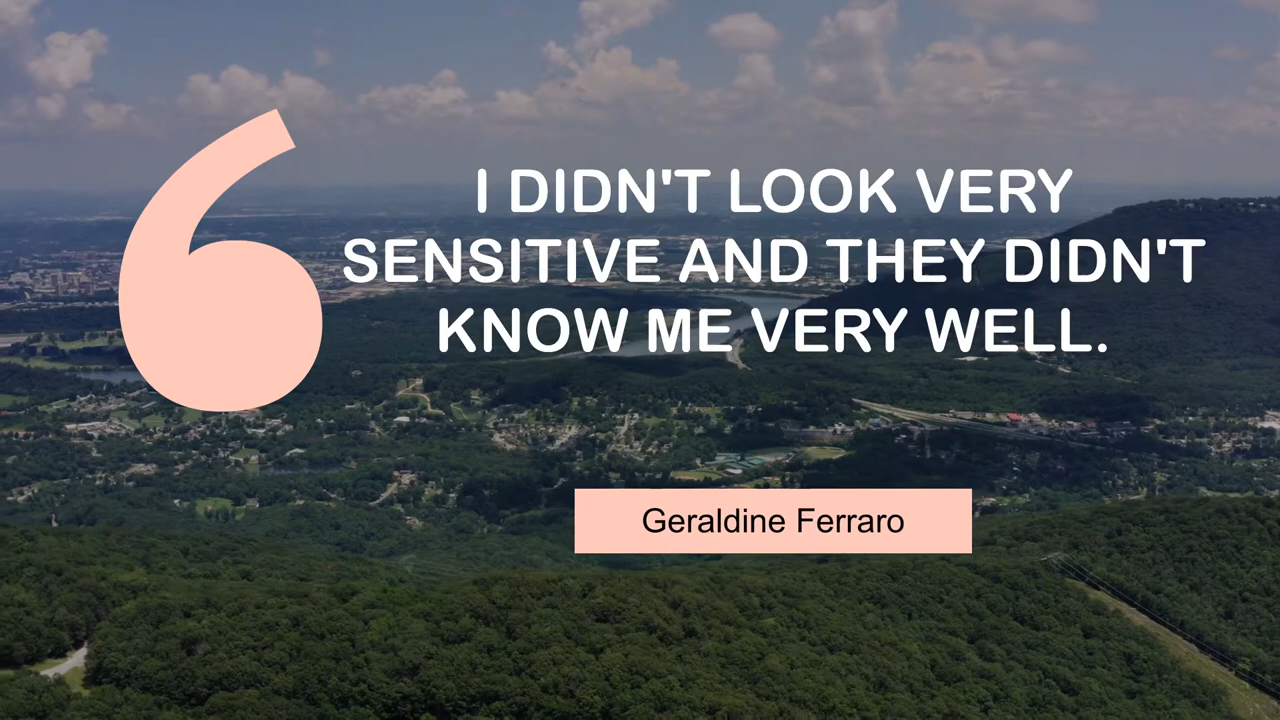 I DIDN'T LOOK VERY
SENSITIVE AND THEY DIDN'T
KNOW ME VERY WELL.
Geraldine Ferraro